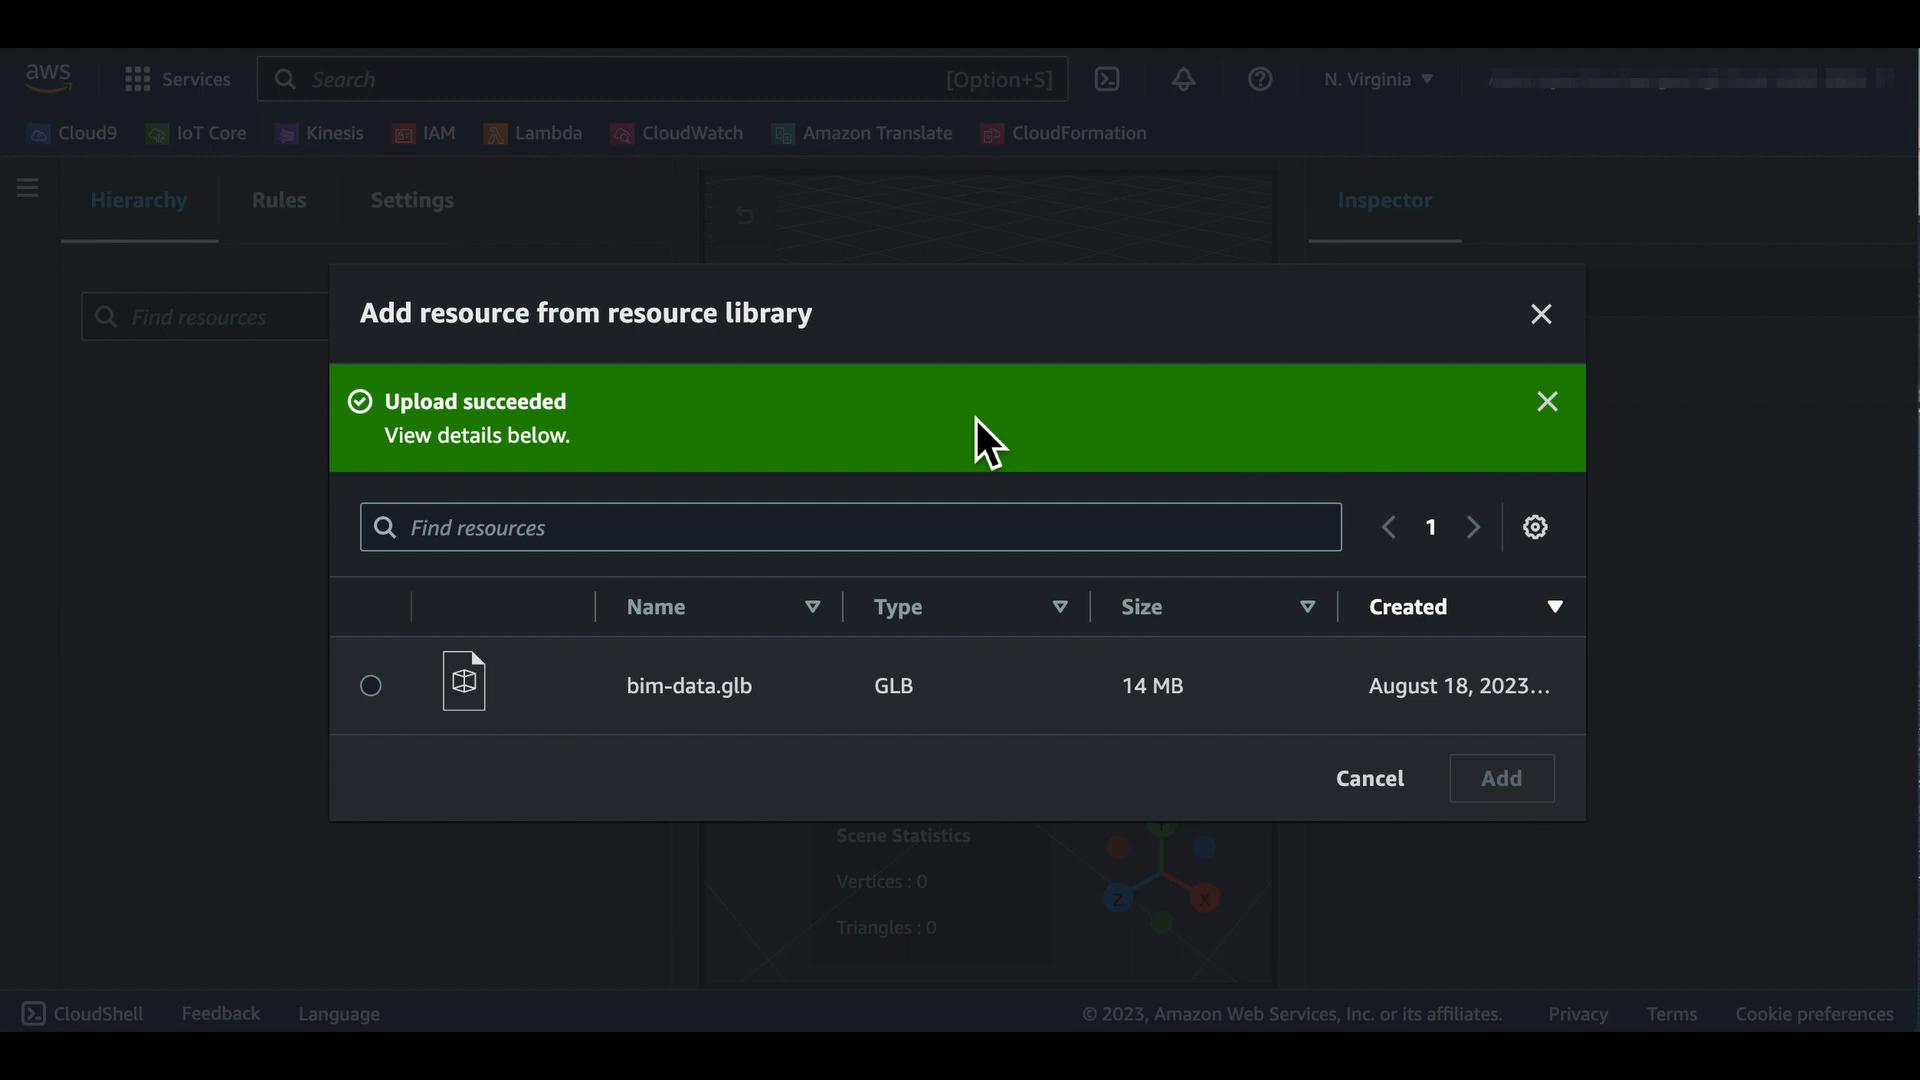 aws Services Search [Option+S] N. Virginia
Cloud9 IoT Core Kinesis IAM Lambda CloudWatch Amazon Translate CloudFormation
Hierarchy Rules Settings Inspector
Find resources
Add resource from resource library
Upload succeeded
View details below.
Find resources 1
Name Type Size Created
bim-data.glb GLB 14 MB August 18, 2023...
Cancel Add
Scene Statistics
Vertices : 0
Triangles : 0
Y
Z X
CloudShell Feedback Language © 2023, Amazon Web Services, Inc. or its affiliates. Privacy Terms Cookie preferences